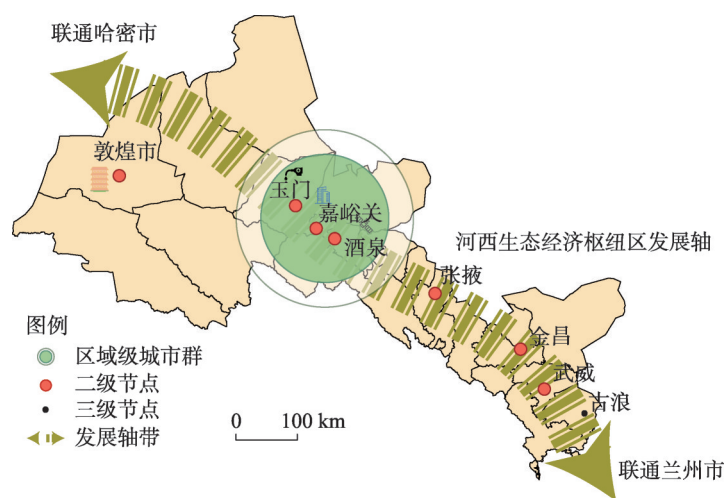 联通哈密市
敦煌市
玉门
嘉峪关
酒泉
河西生态经济枢纽区发展轴
张掖
金昌
武威
古浪
联通兰州市
图例
区域级城市群
二级节点
三级节点
发展轴带
0 100 km